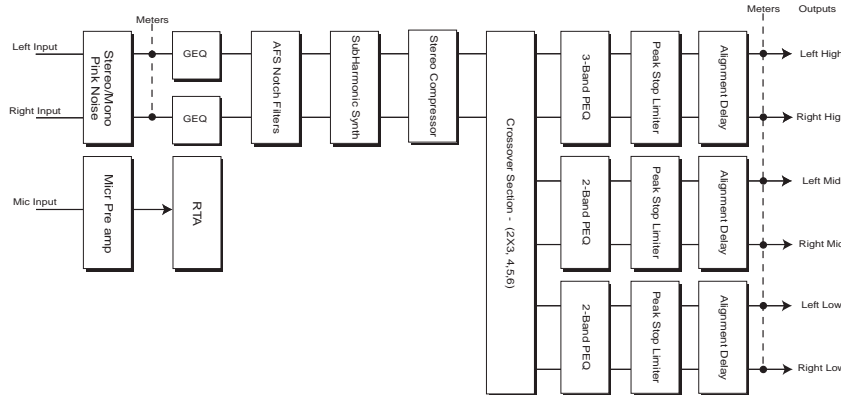 Meters
Meters
Outputs
Left Input
Right Input
Mic Input
Stereo/Mono
Pink Noise
GEQ
GEQ
AFS Notch Filters
SubHarmonic Synth
Stereo Compressor
Micr Pre amp
RTA
Crossover Section - (2X3, 4,5,6)
3-Band PEQ
Peak Stop Limiter
Alignment Delay
Left High
Right High
2-Band PEQ
Peak Stop Limiter
Alignment Delay
Left Mid
Right Mid
2-Band PEQ
Peak Stop Limiter
Alignment Delay
Left Low
Right Low